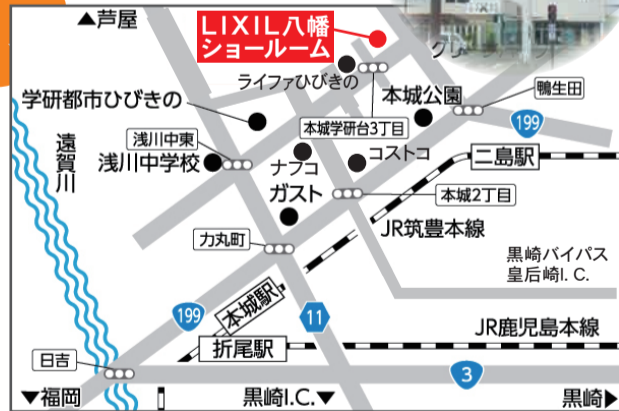 ▲芦屋
LIXIL八幡
ショールーム
ライファひびきの
学研都市ひびきの
本城公園
鴨生田
本城学研台3丁目
199
浅川中東
遠賀川
浅川中学校
ナフコ
コストコ
二島駅
ガスト
本城2丁目
力丸町
JR筑豊本線
黒崎バイパス
皇后崎I.C.
199
本城駅
11
JR鹿児島本線
折尾駅
日吉
3
▼福岡
黒崎I.C.▼
黒崎▶